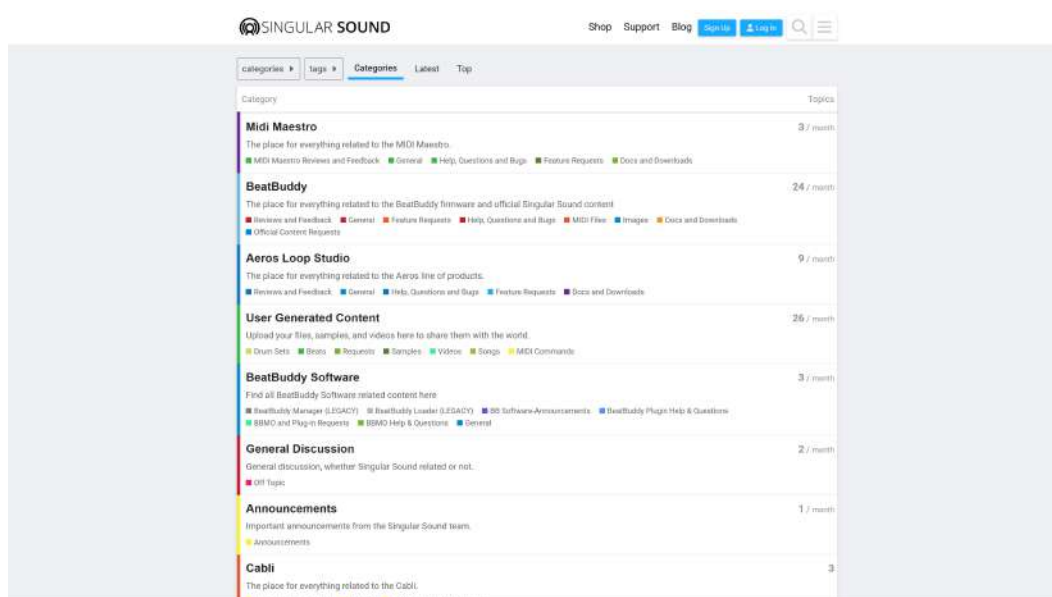 SINGULAR SOUND
Shop Support Blog Sign Up Log In
categories tags Categories Latest Top
Category Topics
Midi Maestro 3 / month
The place for everything related to the MIDI Maestro.
MIDI Maestro Reviews and Feedback General Help, Questions and Bugs Feature Requests Docs and Downloads
BeatBuddy 24 / month
The place for everything related to the BeatBuddy firmware and official Singular Sound content
Reviews and Feedback General Feature Requests Help, Questions and Bugs MIDI Files Images Docs and Downloads
Official Content Requests
Aeros Loop Studio 9 / month
The place for everything related to the Aeros line of products.
Reviews and Feedback General Help, Questions and Bugs Feature Requests Docs and Downloads
User Generated Content 26 / month
Upload your files, samples, and videos here to share them with the world.
Drum Sets Beats Requests Samples Videos Songs MIDI Commands
BeatBuddy Software 3 / month
Find all BeatBuddy Software related content here
BeatBuddy Manager (LEGACY) BeatBuddy Loader (LEGACY) BB Software Announcements BeatBuddy Plugin Help & Questions
BBMO and Plug-in Requests BBMO Help & Questions General
General Discussion 2 / month
General discussion, whether Singular Sound related or not.
Off Topic
Announcements 1 / month
Important announcements from the Singular Sound team.
Announcements
Cabli 3
The place for everything related to the Cabli.